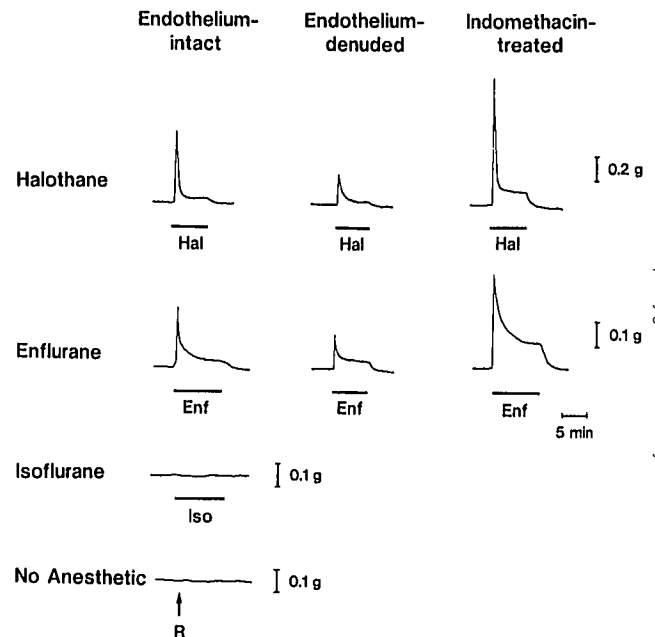 Endothelium-
intact
Endothelium-
denuded
Indomethacin-
treated
Halothane
0.2 g
Hal
Hal
Hal
Enflurane
0.1 g
Enf
Enf
Enf
5 min
Isoflurane
0.1 g
Iso
No Anesthetic
0.1 g
R